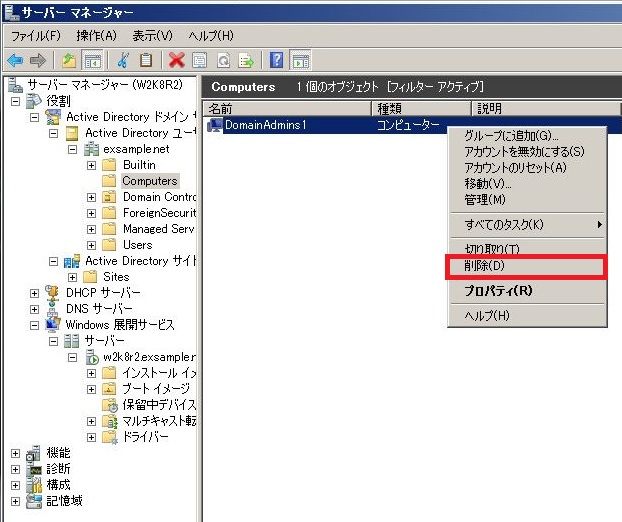 サーバー マネージャー
ファイル(F) 操作(A) 表示(V) ヘルプ(H)
サーバー マネージャー (W2K8R2)
役割
Active Directory ドメイン サ
Active Directory ユー
exsample.net
Builtin
Computers
Domain Contro
ForeignSecurit
Managed Serv
Users
Active Directory サイト
Sites
DHCP サーバー
DNS サーバー
Windows 展開サービス
サーバー
w2k8r2.exsample.n
インストール イメ
ブート イメージ
保留中デバイス
マルチキャスト転
ドライバー
機能
診断
構成
記憶域
Computers 1 個のオブジェクト [フィルター アクティブ]
名前 種類 説明
DomainAdmins1 コンピューター
グループに追加(G)...
アカウントを無効にする(S)
アカウントのリセット(A)
移動(V)...
管理(M)
すべてのタスク(K)
切り取り(T)
削除(D)
プロパティ(R)
ヘルプ(H)